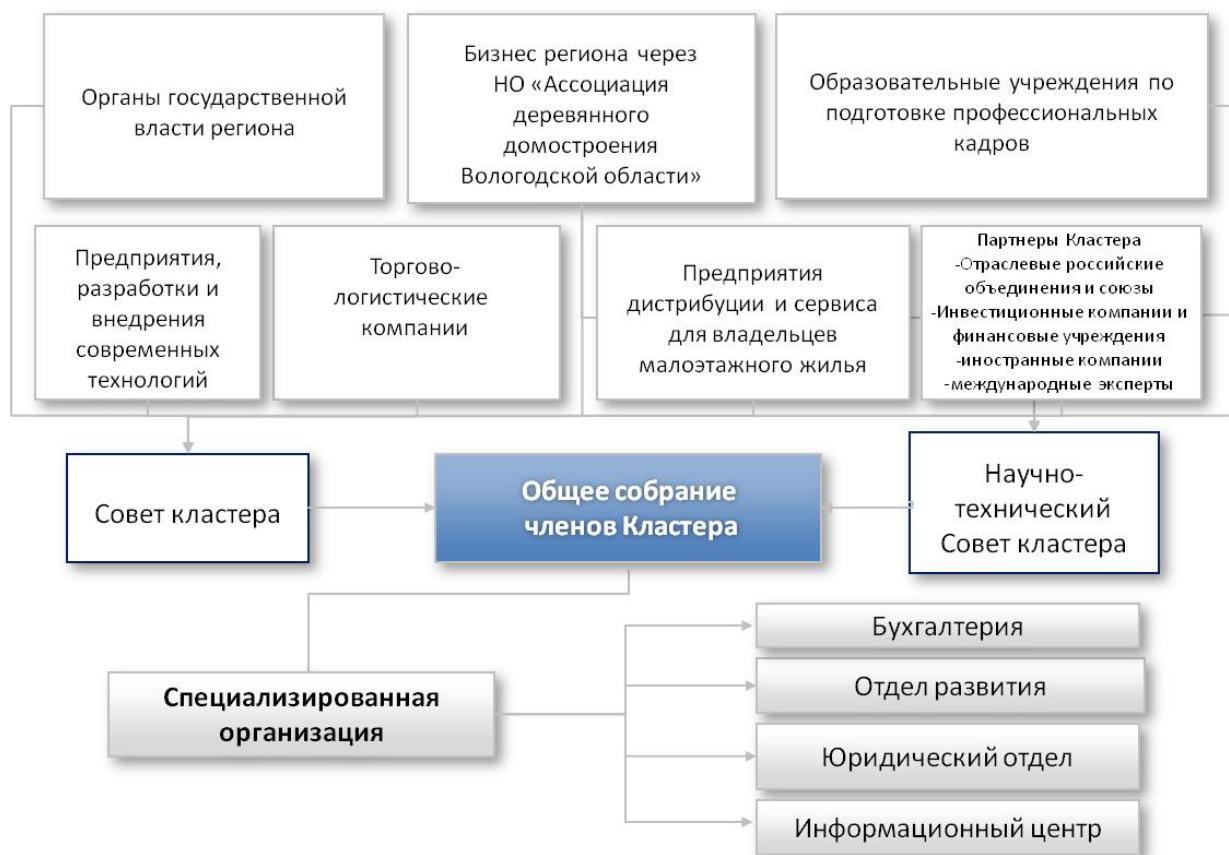 Органы государственной
власти региона
Бизнес региона через
НО «Ассоциация
деревянного
домостроения
Вологодской области»
Образовательные учреждения по
подготовке профессиональных
кадров
Предприятия,
разработки и
внедрения
современных
технологий
Торгово-
логистические
компании
Предприятия
дистрибуции и сервиса
для владельцев
малоэтажного жилья
Партнеры Кластера
-Отраслевые российские
объединения и союзы
-Инвестиционные компании и
финансовые учреждения
-иностранные компании
-международные эксперты
Совет кластера
Общее собрание
членов Кластера
Научно-
технический
Совет кластера
Специализированная
организация
Бухгалтерия
Отдел развития
Юридический отдел
Информационный центр